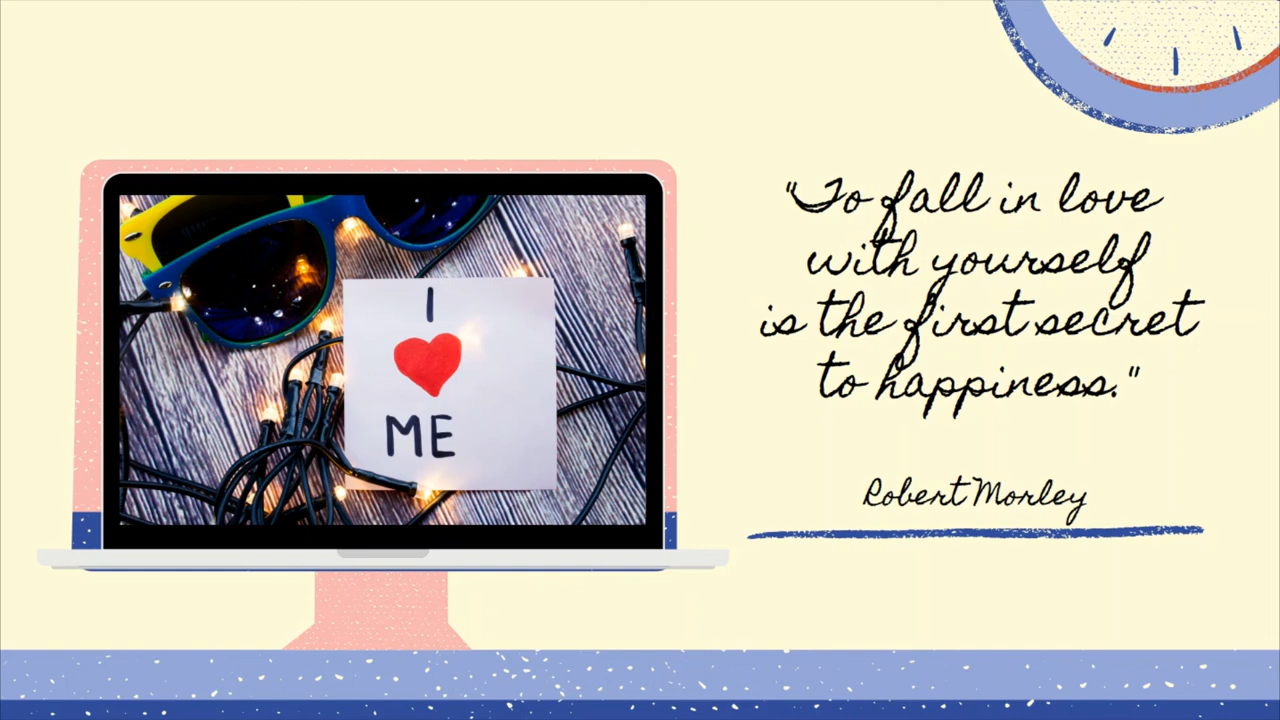 I
❤
ME
"To fall in love
with yourself
is the first secret
to happiness."
Robert Morley